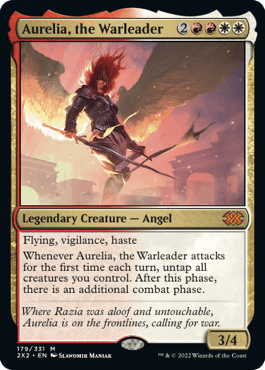 Aurelia, the Warleader 2
Legendary Creature — Angel
Flying, vigilance, haste
Whenever Aurelia, the Warleader attacks
for the first time each turn, untap all
creatures you control. After this phase,
there is an additional combat phase.
Where Razia was aloof and untouchable,
Aurelia is on the frontlines, calling for war.
3/4
179/331 M
2X2 • EN SLAWOMIR MANIAK
™ & © 2022 Wizards of the Coast